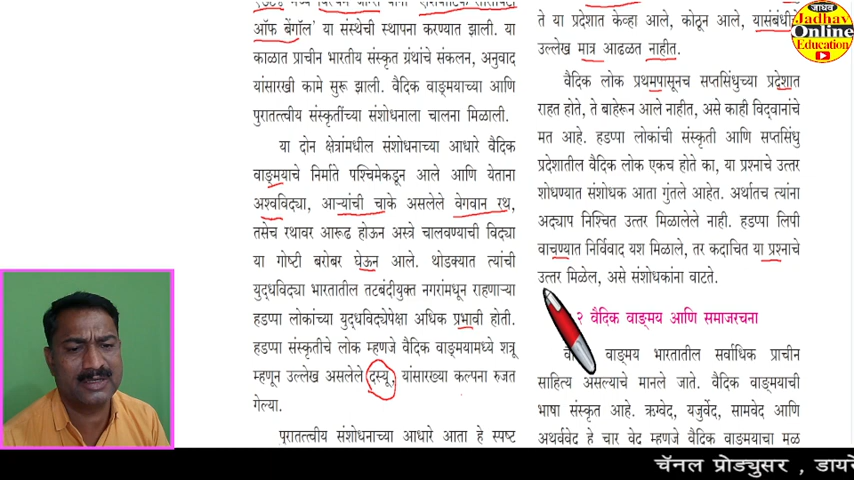 ऑफ बेंगॉल' या संस्थेची स्थापना करण्यात झाली. या
काळात प्राचीन भारतीय संस्कृत ग्रंथांचे संकलन, अनुवाद
यांसारखी कामे सुरू झाली. वैदिक वाङ्मयाच्या आणि
पुरातत्त्वीय संस्कृतींच्या संशोधनाला चालना मिळाली.
या दोन क्षेत्रांमधील संशोधनाच्या आधारे वैदिक
वाङ्मयाचे निर्माते पश्चिमेकडून आले आणि येताना
अश्वविद्या, आऱ्यांची चाके असलेले वेगवान रथ,
तसेच रथावर आरूढ होऊन अस्त्रे चालवण्याची विद्या
या गोष्टी बरोबर घेऊन आले. थोडक्यात त्यांची
युद्धविद्या भारतातील तटबंदीयुक्त नगरांमधून राहणाऱ्या
हडप्पा लोकांच्या युद्धविद्येपेक्षा अधिक प्रभावी होती.
हडप्पा संस्कृतीचे लोक म्हणजे वैदिक वाङ्मयामध्ये शत्रू
म्हणून उल्लेख असलेले दस्यू, यांसारख्या कल्पना रुजत
गेल्या.
पुरातत्त्वीय संशोधनाच्या आधारे आता हे स्पष्ट
ते या प्रदेशात केव्हा आले, कोठून आले, यासंबंधीचे
उल्लेख मात्र आढळत नाहीत.
वैदिक लोक प्रथमपासूनच सप्तसिंधुच्या प्रदेशात
राहत होते, ते बाहेरून आले नाहीत, असे काही विद्वानांचे
मत आहे. हडप्पा लोकांची संस्कृती आणि सप्तसिंधु
प्रदेशातील वैदिक लोक एकच होते का, या प्रश्नाचे उत्तर
शोधण्यात संशोधक आता गुंतले आहेत. अर्थातच त्यांना
अद्याप निश्चित उत्तर मिळालेले नाही. हडप्पा लिपी
वाचण्यात निर्विवाद यश मिळाले, तर कदाचित या प्रश्नाचे
उत्तर मिळेल, असे संशोधकांना वाटते.
२ वैदिक वाङ्मय आणि समाजरचना
वाङ्मय भारतातील सर्वाधिक प्राचीन
साहित्य असल्याचे मानले जाते. वैदिक वाङ्मयाची
भाषा संस्कृत आहे. ऋग्वेद, यजुर्वेद, सामवेद आणि
अथर्ववेद हे चार वेद म्हणजे वैदिक वाङ्मयाचा मूळ
जाधव
Jadhav
Online
Education
चॅनल प्रोड्युसर , डायरे